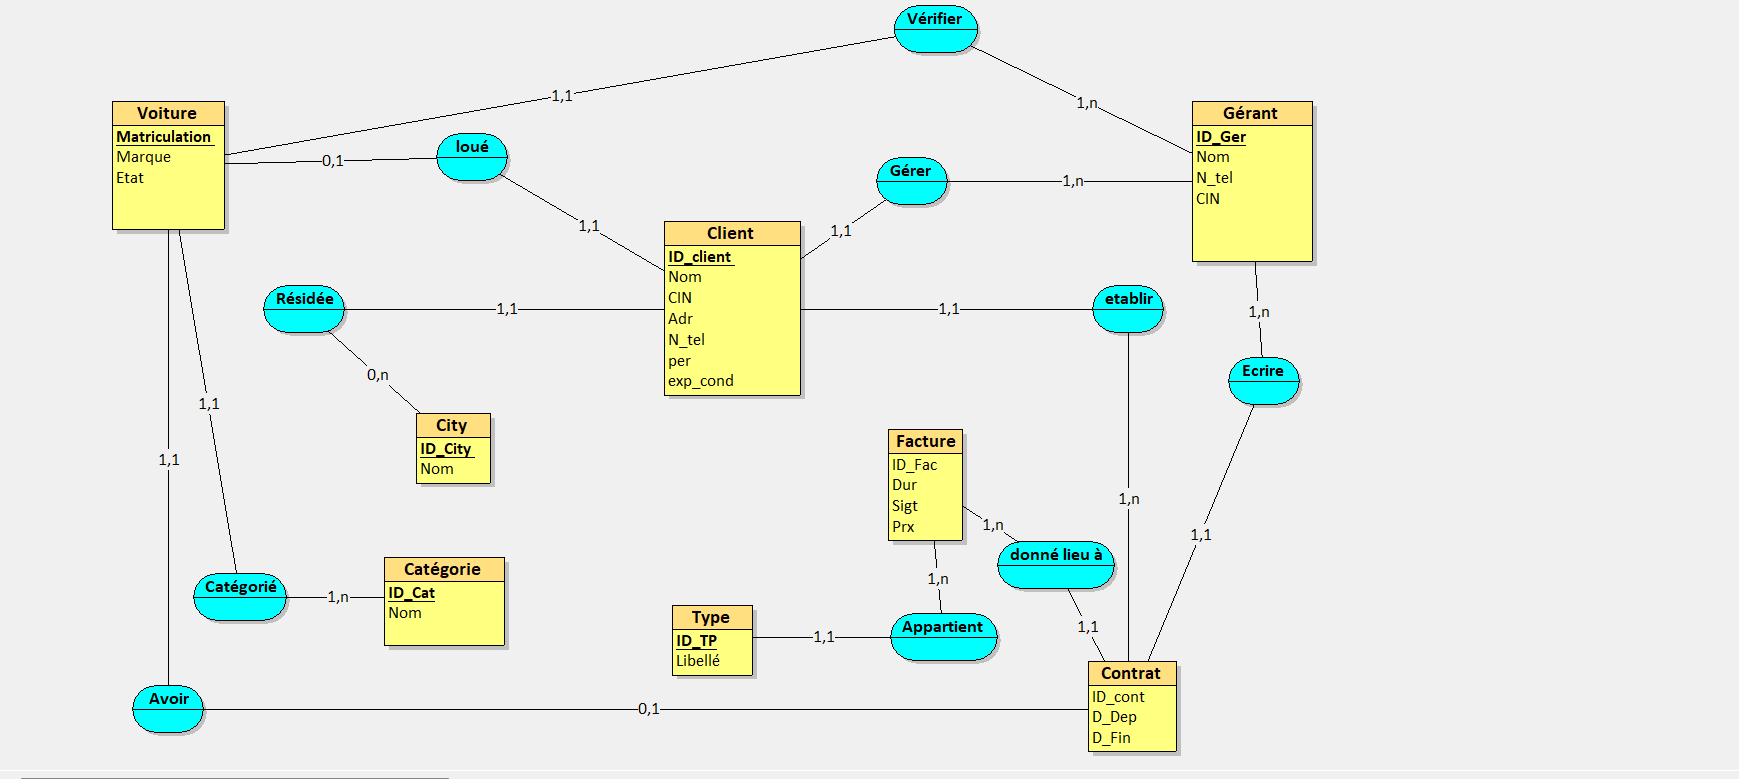 Vérifier
1,1
1,n
Voiture
Matriculation
Marque
Etat
loué
0,1
1,1
Gérer
1,n
1,1
Gérant
ID_Ger
Nom
N_tel
CIN
Client
ID_client
Nom
CIN
Adr
N_tel
per
exp_cond
Résidée
1,1
0,n
1,1
etablir
1,n
Ecrire
City
ID_City
Nom
1,1
1,1
Facture
ID_Fac
Dur
Sigt
Prx
1,n
1,n
donné lieu à
1,n
1,1
Catégorié
1,n
Catégorie
ID_Cat
Nom
Type
ID_TP
Libellé
1,1
Appartient
1,1
Contrat
ID_cont
D_Dep
D_Fin
Avoir
0,1